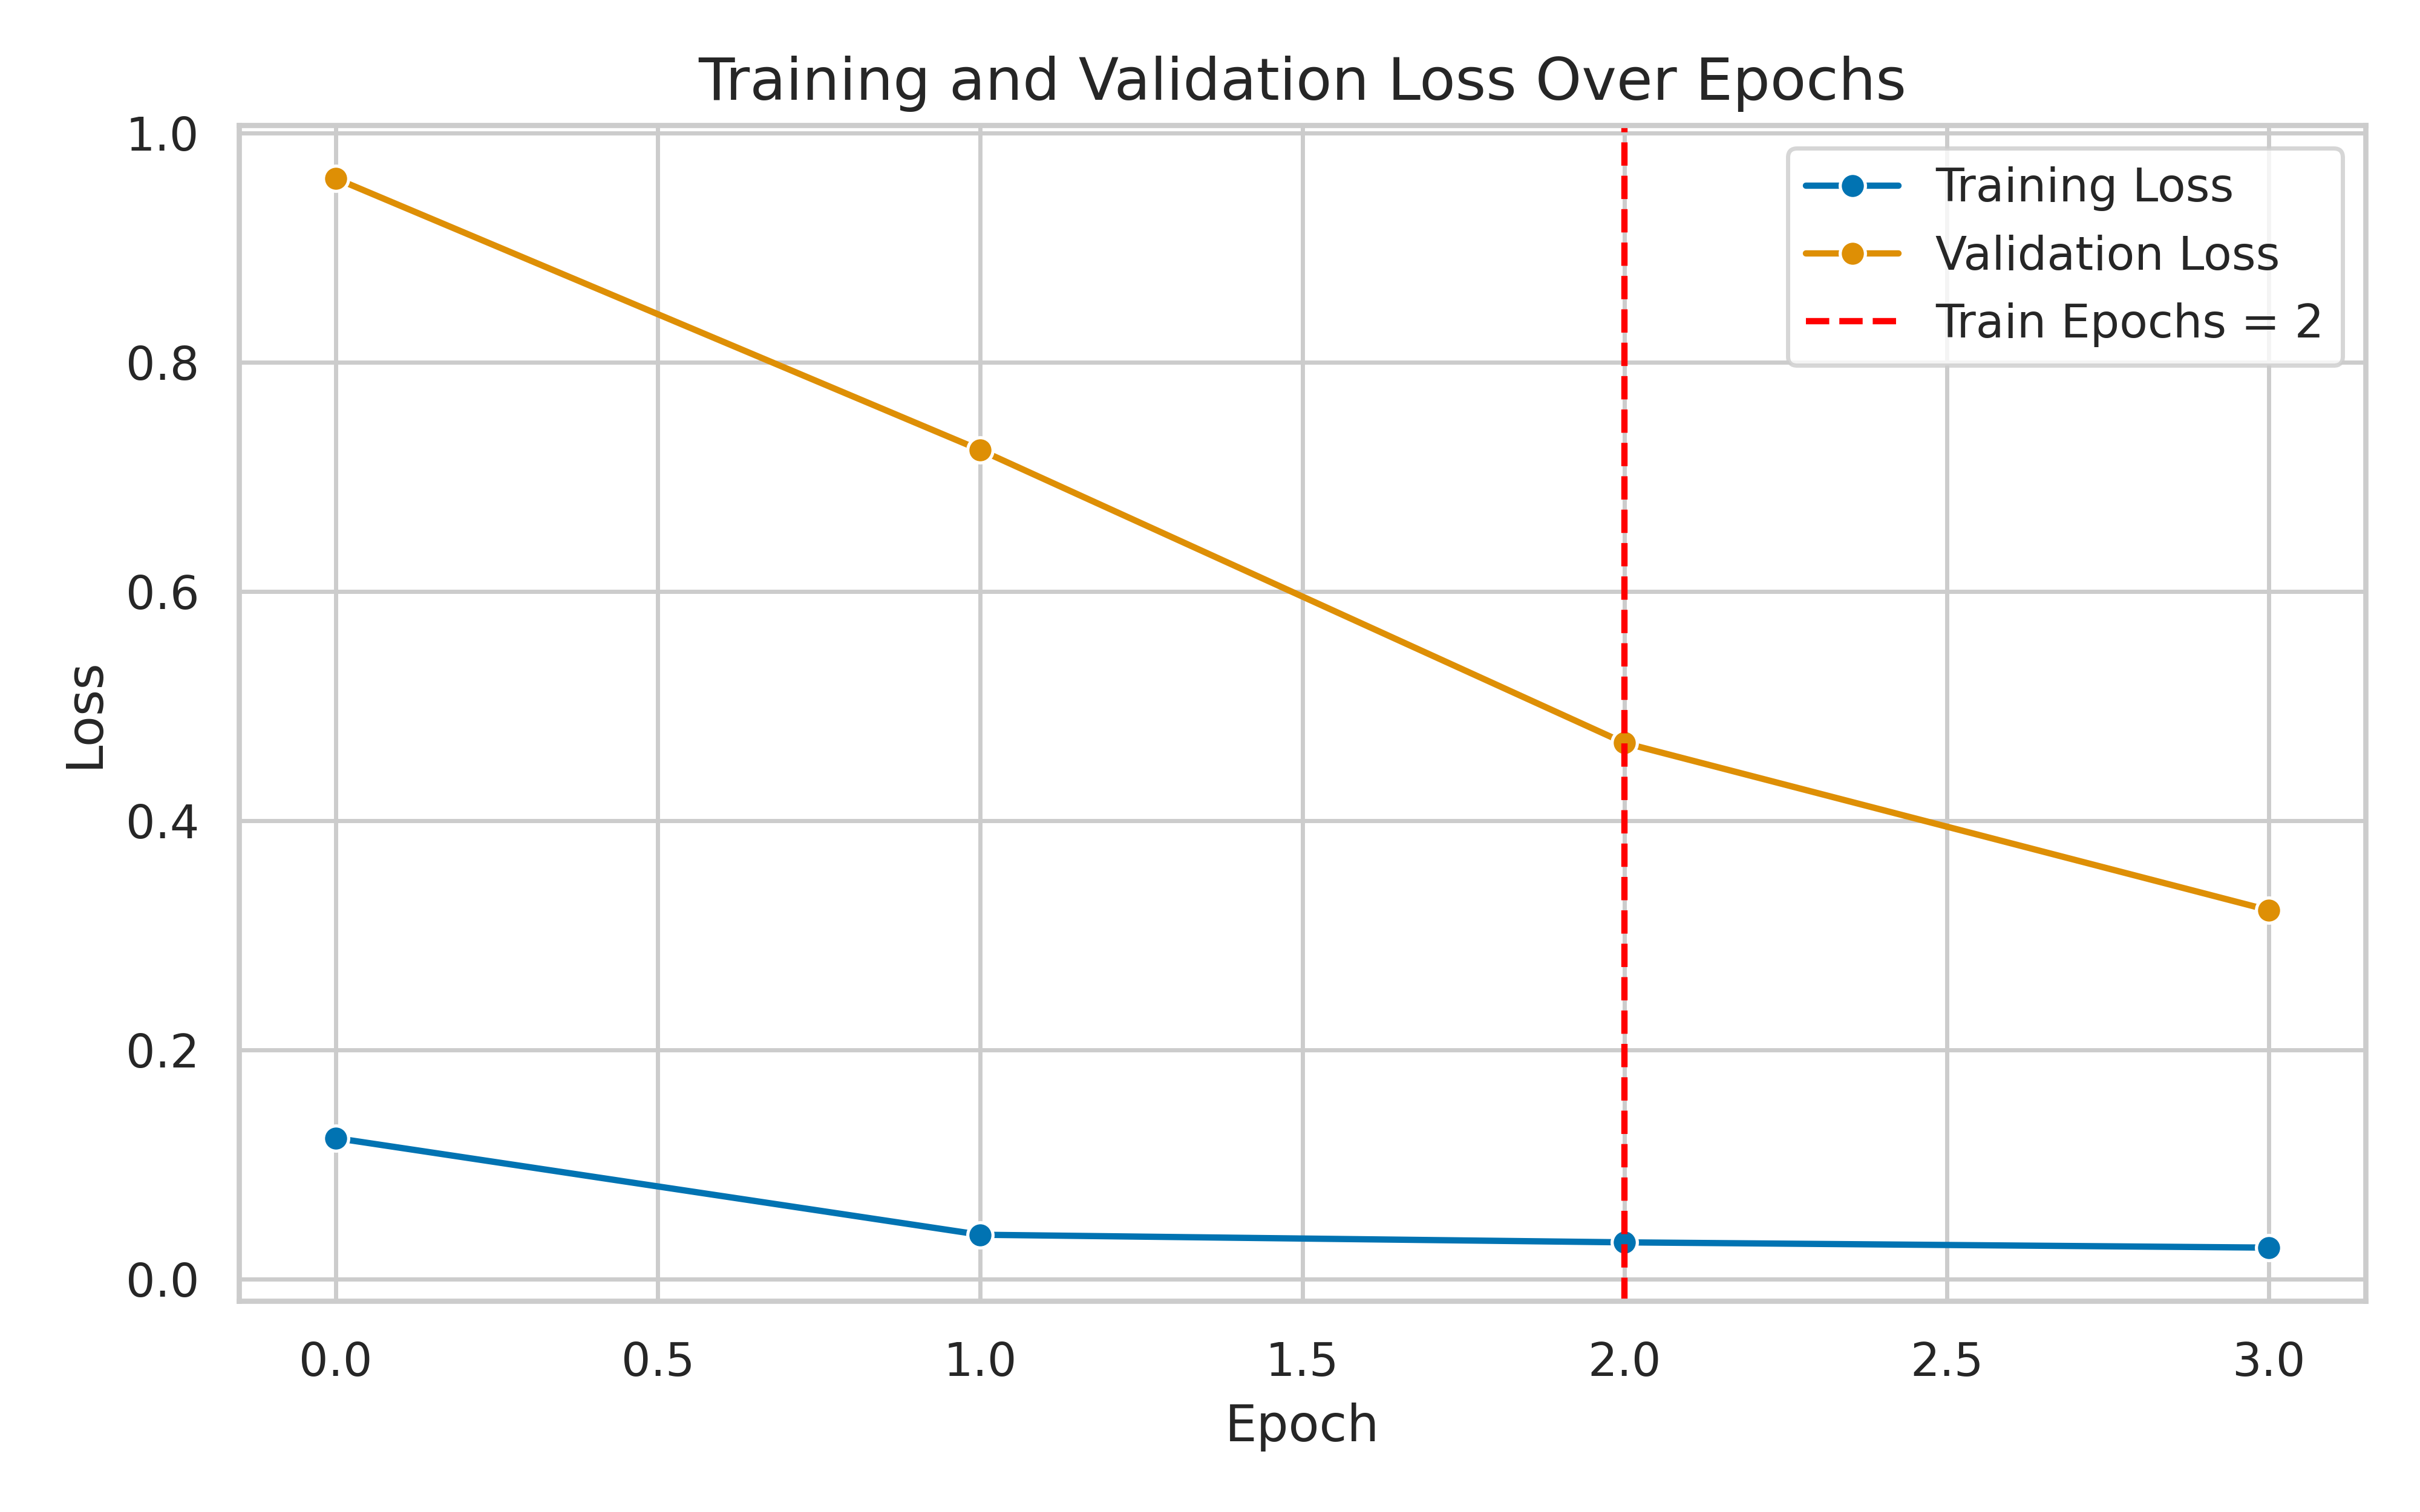 Training and Validation Loss Over Epochs
1.0
0.8
0.6
0.4
0.2
0.0
Loss
Training Loss
Validation Loss
Train Epochs = 2
0.0 0.5 1.0 1.5 2.0 2.5 3.0
Epoch